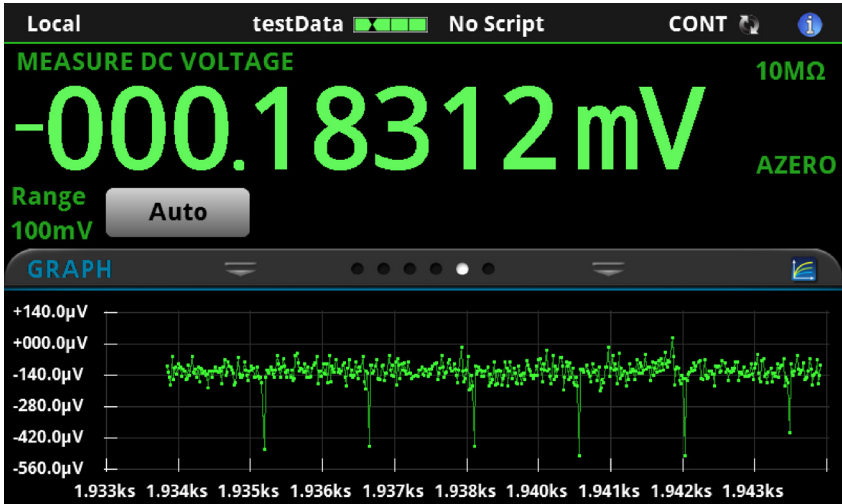 Local testData No Script CONT
MEASURE DC VOLTAGE
10MΩ
-000.18312 mV
AZERO
Range
Auto
100mV
GRAPH
+140.0µV
+000.0µV
-140.0µV
-280.0µV
-420.0µV
-560.0µV
1.933ks 1.934ks 1.935ks 1.936ks 1.937ks 1.938ks 1.940ks 1.941ks 1.942ks 1.943ks